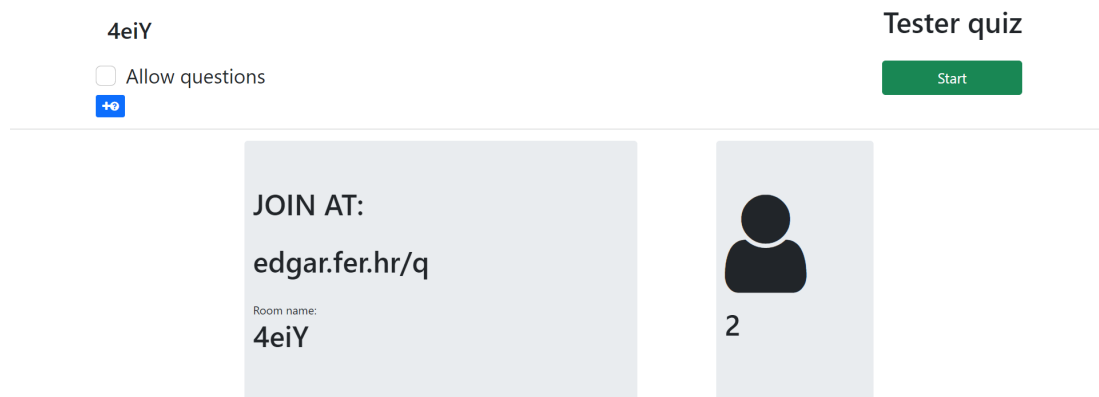 4eiY
Tester quiz
Allow questions
Start
+?
JOIN AT:
edgar.fer.hr/q
Room name:
4eiY
2